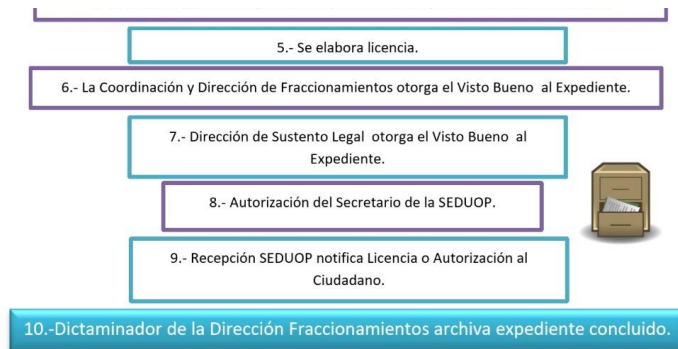 5.- Se elabora licencia.
6.- La Coordinación y Dirección de Fraccionamientos otorga el Visto Bueno al Expediente.
7.- Dirección de Sustento Legal otorga el Visto Bueno al
Expediente.
8.- Autorización del Secretario de la SEDUOP.
9.- Recepción SEDUOP notifica Licencia o Autorización al
Ciudadano.
10.-Dictaminador de la Dirección Fraccionamientos archiva expediente concluido.